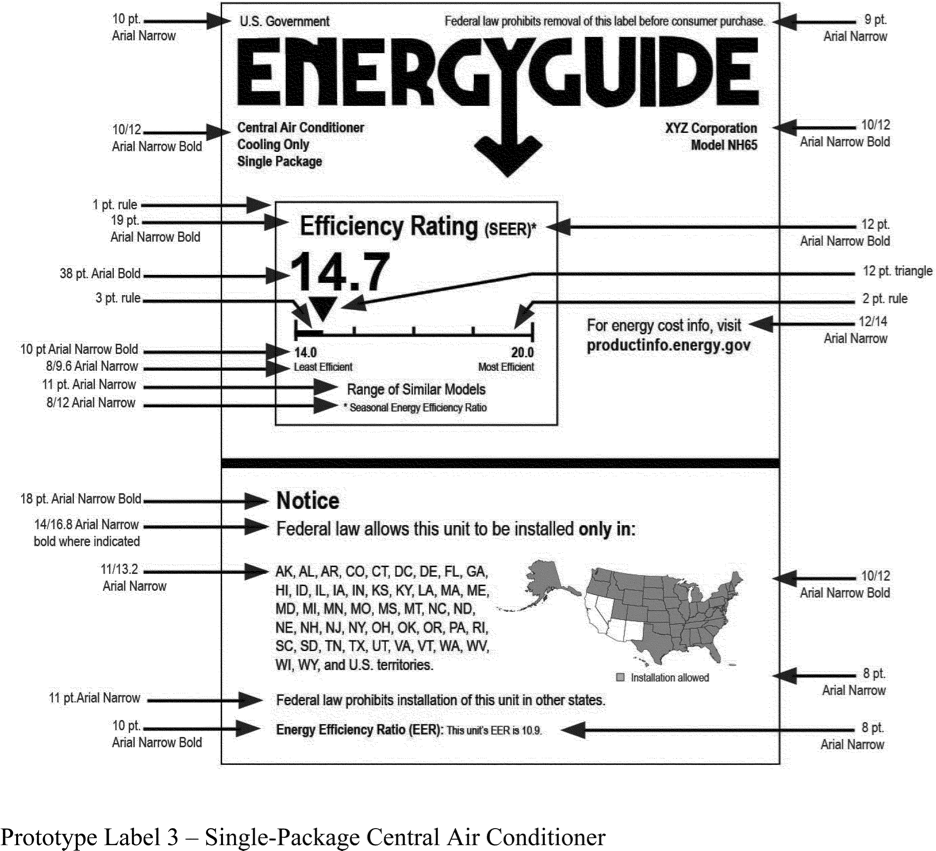 10 pt.
Arial Narrow
U.S. Government
Federal law prohibits removal of this label before consumer purchase.
9 pt.
Arial Narrow
ENERGYGUIDE
10/12
Arial Narrow Bold
Central Air Conditioner
Cooling Only
Single Package
XYZ Corporation
Model NH65
10/12
Arial Narrow Bold
1 pt. rule
19 pt.
Arial Narrow Bold
Efficiency Rating (SEER)*
12 pt.
Arial Narrow Bold
38 pt. Arial Bold
14.7
12 pt. triangle
3 pt. rule
2 pt. rule
For energy cost info, visit
productinfo.energy.gov
12/14
Arial Narrow
10 pt Arial Narrow Bold
14.0
20.0
8/9.6 Arial Narrow
Least Efficient
Most Efficient
11 pt. Arial Narrow
Range of Similar Models
8/12 Arial Narrow
* Seasonal Energy Efficiency Ratio
18 pt. Arial Narrow Bold
Notice
14/16.8 Arial Narrow
bold where indicated
Federal law allows this unit to be installed only in:
11/13.2
Arial Narrow
AK, AL, AR, CO, CT, DC, DE, FL, GA,
HI, ID, IL, IA, IN, KS, KY, LA, MA, ME,
MD, MI, MN, MO, MS, MT, NC, ND,
NE, NH, NJ, NY, OH, OK, OR, PA, RI,
SC, SD, TN, TX, UT, VA, VT, WA, WV,
WI, WY, and U.S. territories.
10/12
Arial Narrow Bold
Installation allowed
8 pt.
Arial Narrow
11 pt.Arial Narrow
Federal law prohibits installation of this unit in other states.
10 pt.
Arial Narrow Bold
Energy Efficiency Ratio (EER): This unit's EER is 10.9.
8 pt.
Arial Narrow
Prototype Label 3 – Single-Package Central Air Conditioner